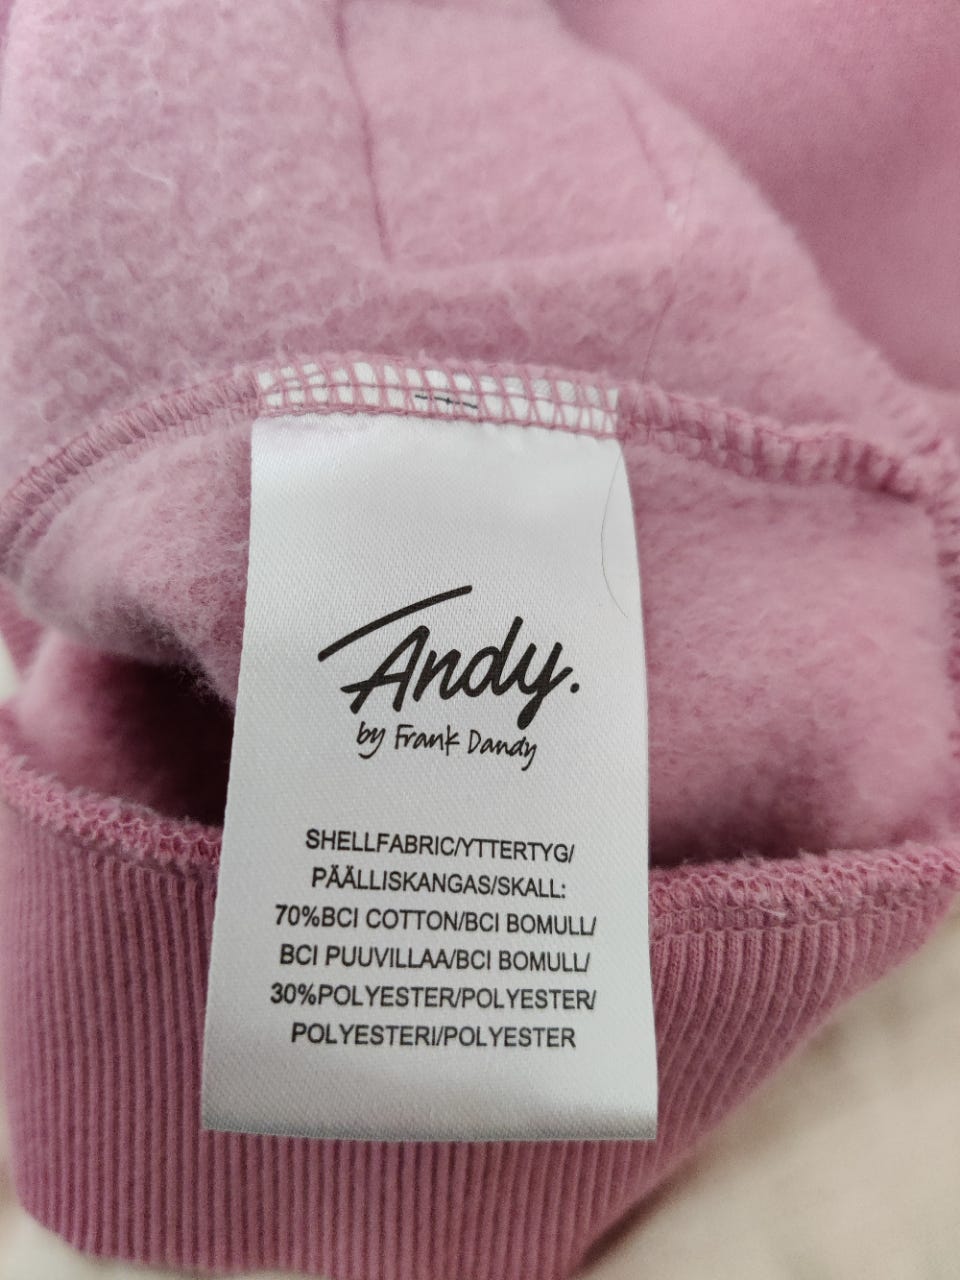 Andy.
by Frank Dandy
SHELLFABRIC/YTTERTYG/
PÄÄLLISKANGAS/SKALL:
70%BCI COTTON/BCI BOMULL/
BCI PUUVILLAA/BCI BOMULL/
30%POLYESTER/POLYESTER/
POLYESTERI/POLYESTER